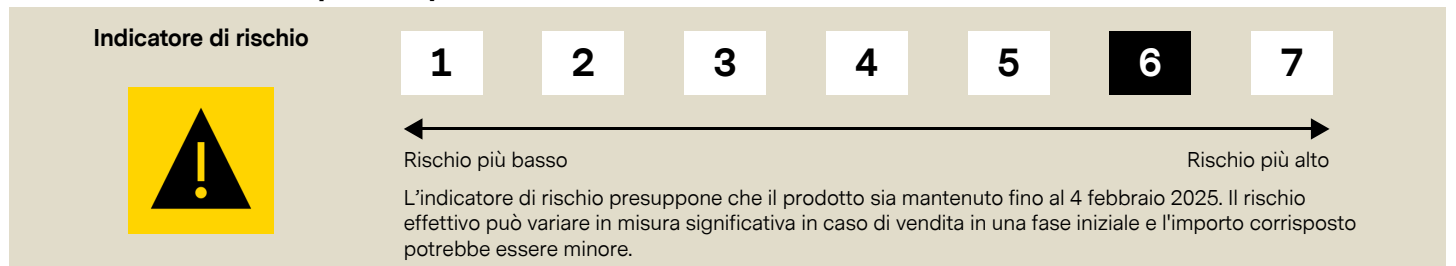 Indicatore di rischio
1 2 3 4 5 6 7
Rischio più basso Rischio più alto
L'indicatore di rischio presuppone che il prodotto sia mantenuto fino al 4 febbraio 2025. Il rischio
effettivo può variare in misura significativa in caso di vendita in una fase iniziale e l'importo corrisposto
potrebbe essere minore.